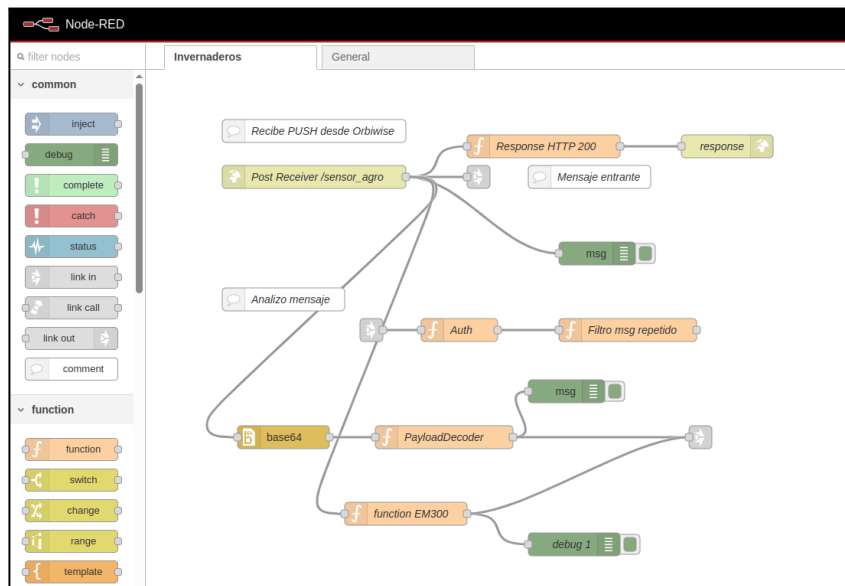 Node-RED
filter nodes
Invernaderos
General
common
inject
debug
complete
catch
status
link in
link call
link out
comment
function
function
switch
change
range
template
Recibe PUSH desde Orbiwise
Response HTTP 200
response
Post Receiver /sensor_agro
Mensaje entrante
msg
Analizo mensaje
Auth
Filtro msg repetido
msg
base64
PayloadDecoder
function EM300
debug 1